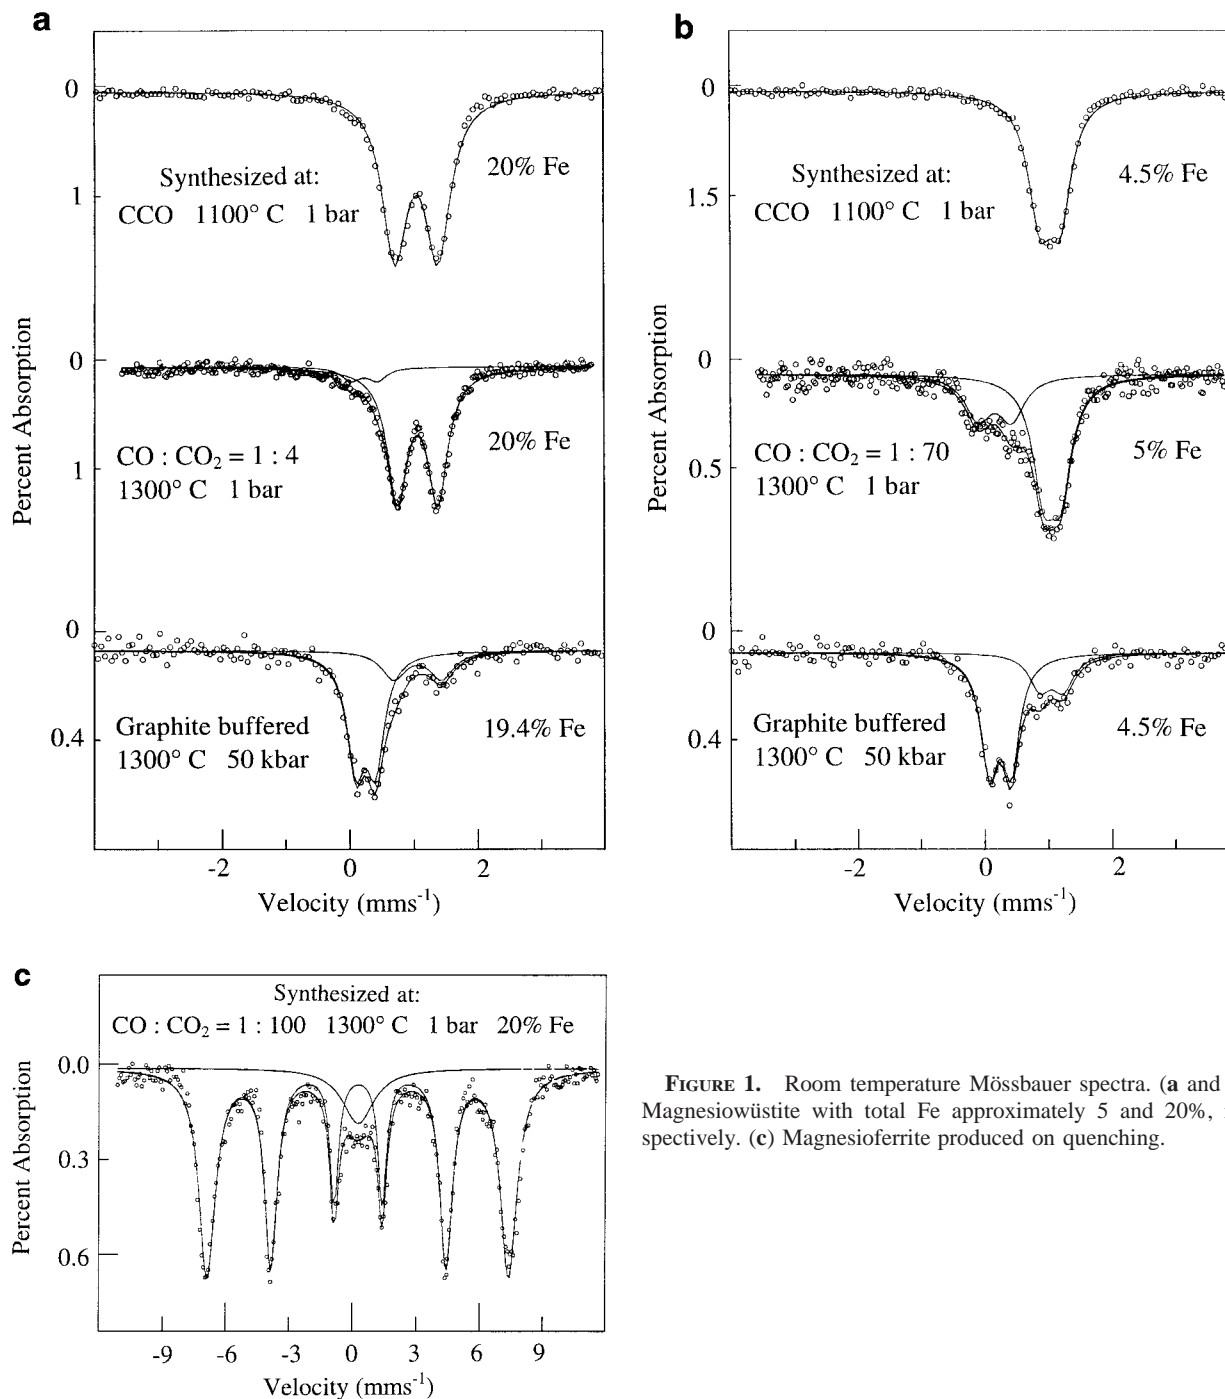 a
0
20% Fe
Synthesized at:
CCO 1100° C 1 bar
1
0
20% Fe
CO : CO₂ = 1 : 4
1300° C 1 bar
1
0
Graphite buffered
1300° C 50 kbar
19.4% Fe
0.4
Percent Absorption
-2 0 2
Velocity (mms⁻¹)
b
0
4.5% Fe
Synthesized at:
CCO 1100° C 1 bar
1.5
0
5% Fe
CO : CO₂ = 1 : 70
1300° C 1 bar
0.5
0
Graphite buffered
1300° C 50 kbar
4.5% Fe
0.4
Percent Absorption
-2 0 2
Velocity (mms⁻¹)
c
Synthesized at:
CO : CO₂ = 1 : 100 1300° C 1 bar 20% Fe
0.0
0.3
0.6
Percent Absorption
-9 -6 -3 0 3 6 9
Velocity (mms⁻¹)
FIGURE 1. Room temperature Mössbauer spectra. (a and
Magnesiowüstite with total Fe approximately 5 and 20%,
spectively. (c) Magnesioferrite produced on quenching.